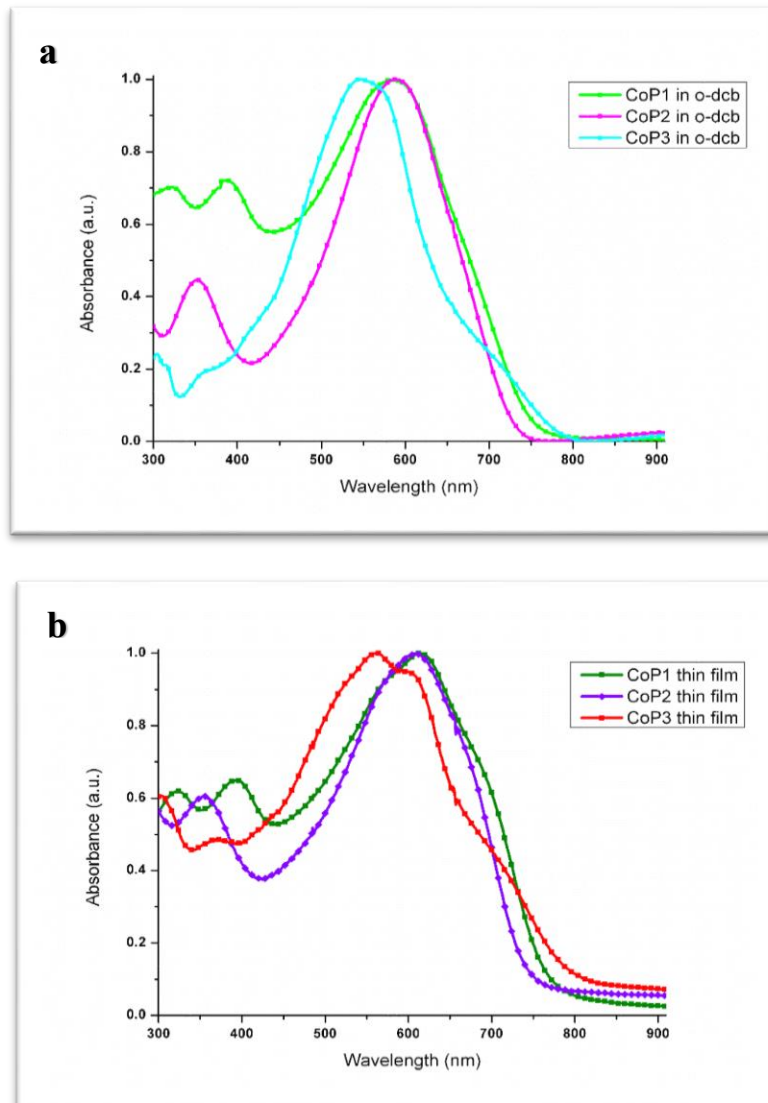 a
1.0
0.8
0.6
0.4
0.2
0.0
Absorbance (a.u.)
CoP1 in o-dcb
CoP2 in o-dcb
CoP3 in o-dcb
300 400 500 600 700 800 900
Wavelength (nm)
b
1.0
0.8
0.6
0.4
0.2
0.0
Absorbance (a.u.)
CoP1 thin film
CoP2 thin film
CoP3 thin film
300 400 500 600 700 800 900
Wavelength (nm)